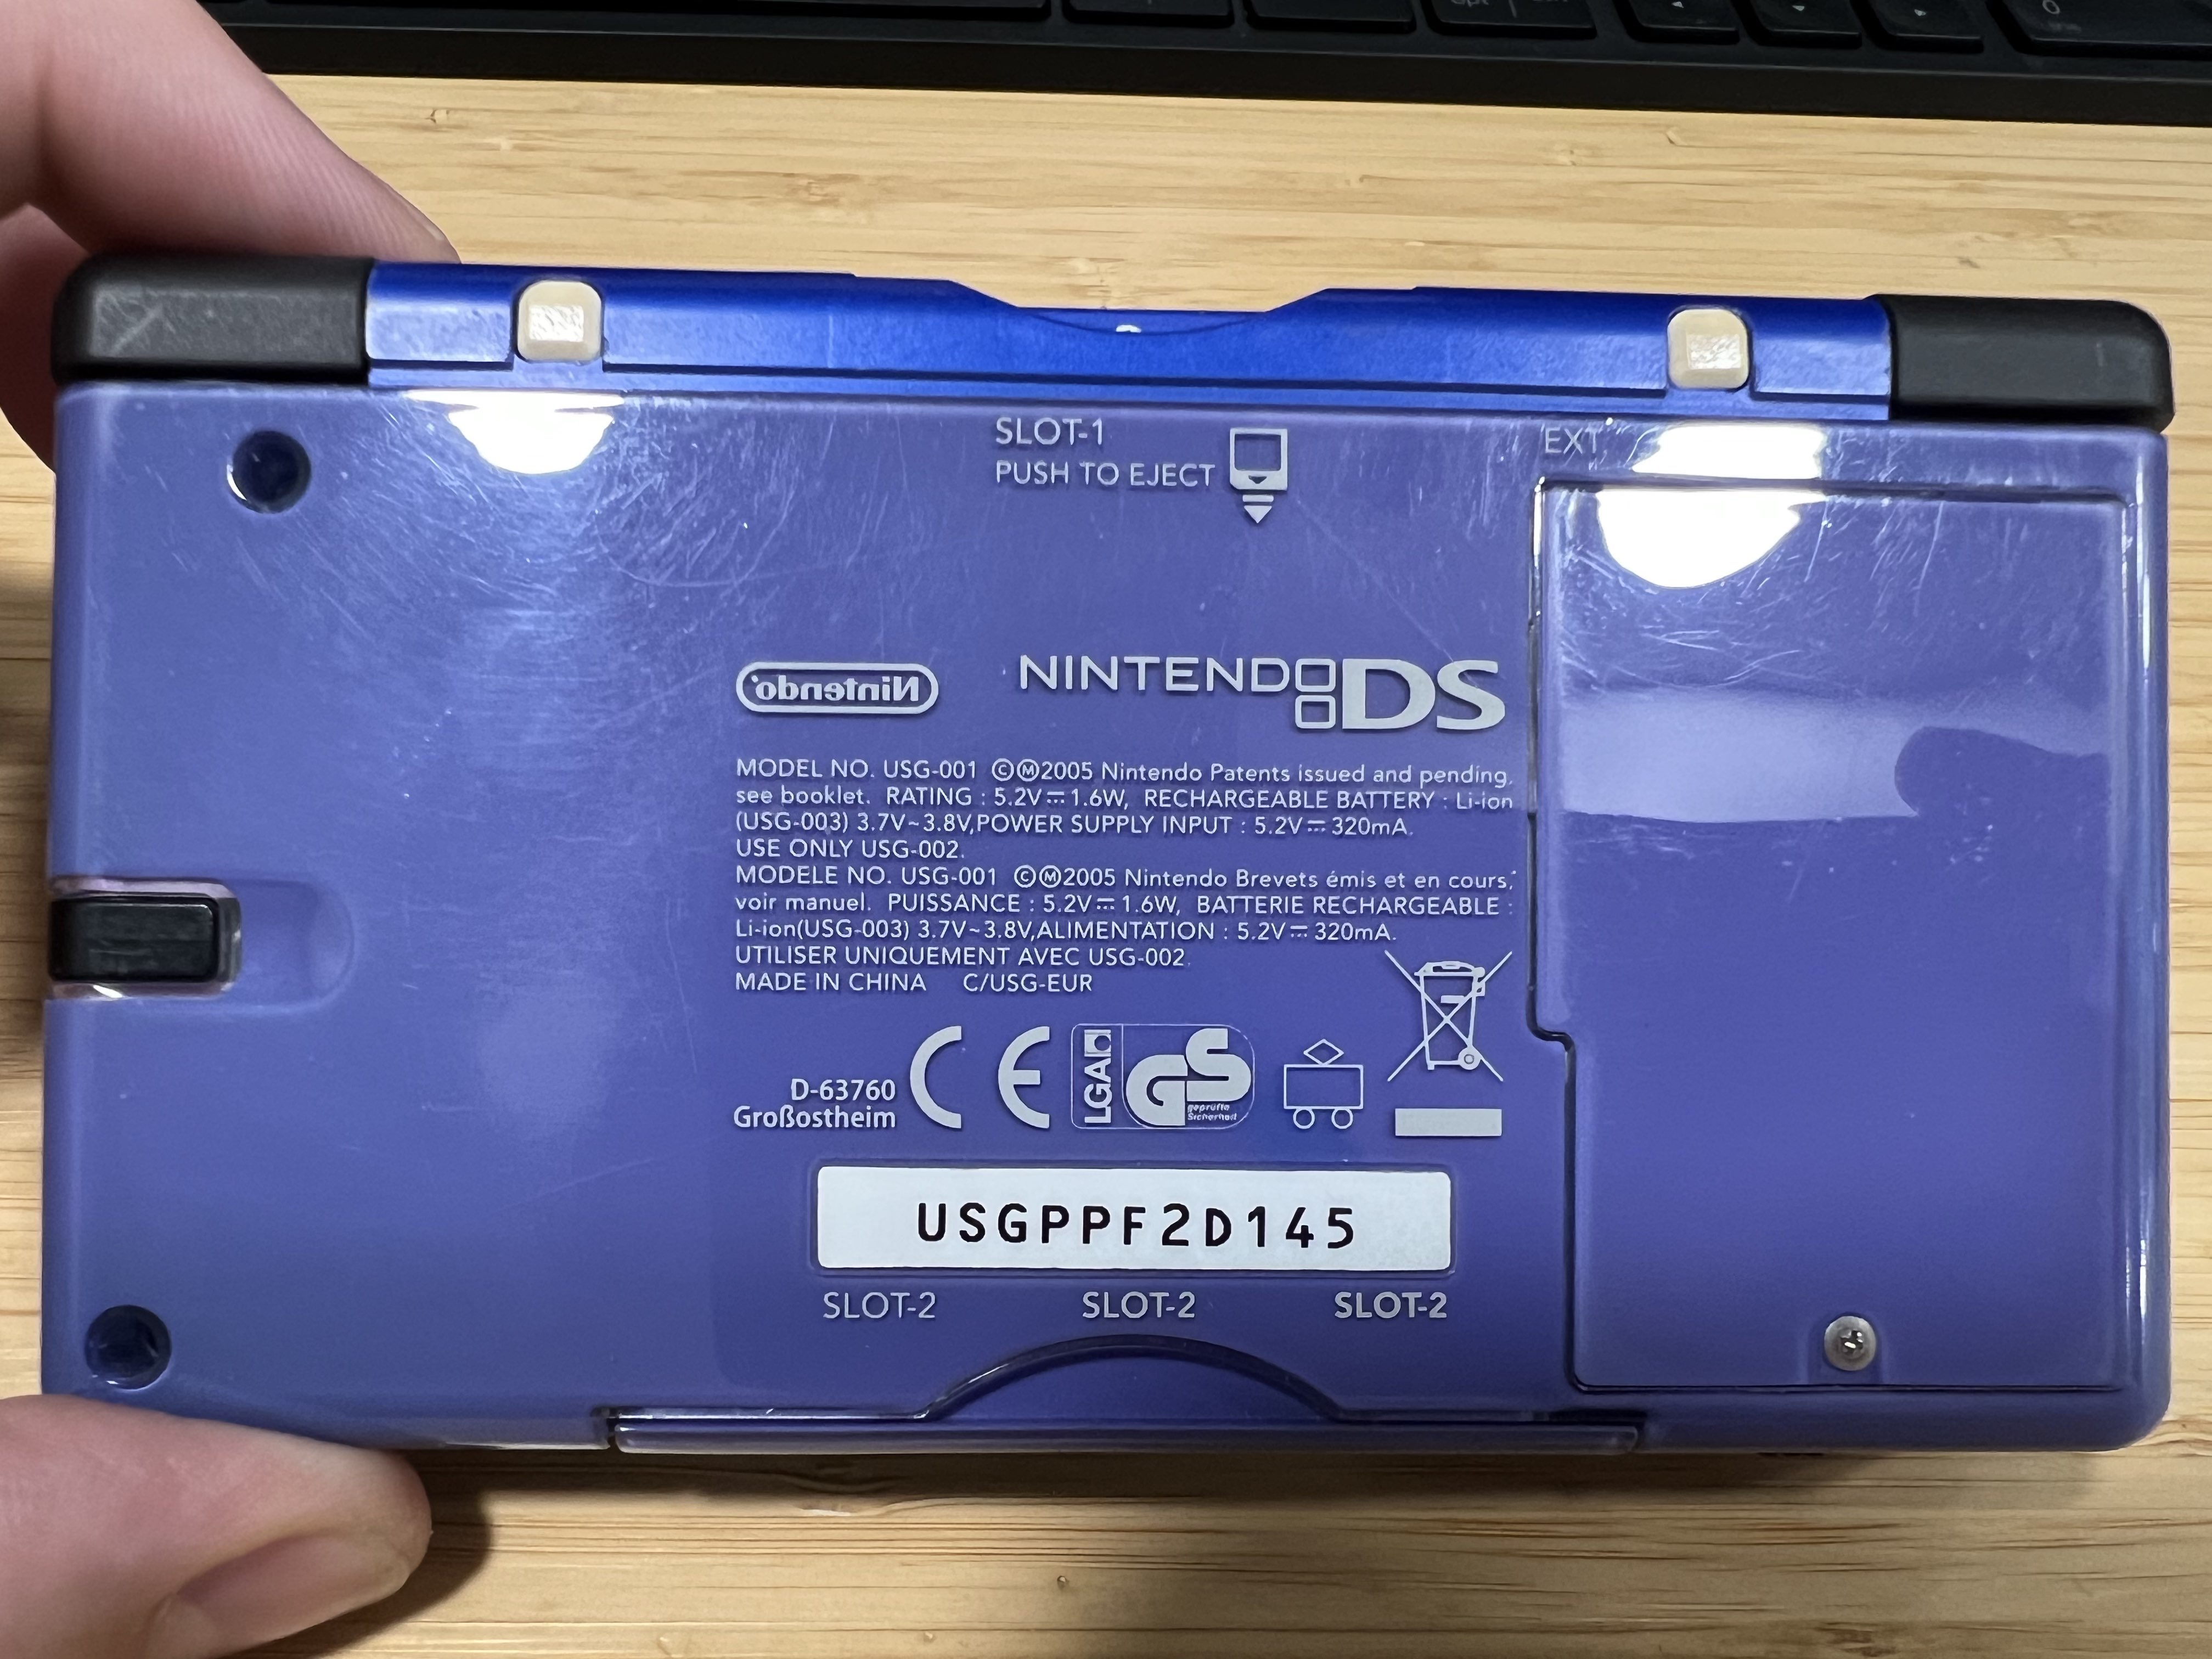 SLOT-1
PUSH TO EJECT
EXT
Nintendo
NINTENDO DS
MODEL NO. USG-001 ©Ⓜ2005 Nintendo Patents issued and pending,
see booklet. RATING : 5.2V⎓1.6W, RECHARGEABLE BATTERY : Li-ion
(USG-003) 3.7V~3.8V,POWER SUPPLY INPUT : 5.2V⎓320mA.
USE ONLY USG-002.
MODELE NO. USG-001 ©Ⓜ2005 Nintendo Brevets émis et en cours,
voir manuel. PUISSANCE : 5.2V⎓1.6W, BATTERIE RECHARGEABLE :
Li-ion(USG-003) 3.7V~3.8V,ALIMENTATION : 5.2V⎓320mA.
UTILISER UNIQUEMENT AVEC USG-002.
MADE IN CHINA C/USG-EUR
D-63760
Großostheim
CE
LGA
GS
geprüfte
Sicherheit
USGPPF2D145
SLOT-2 SLOT-2 SLOT-2